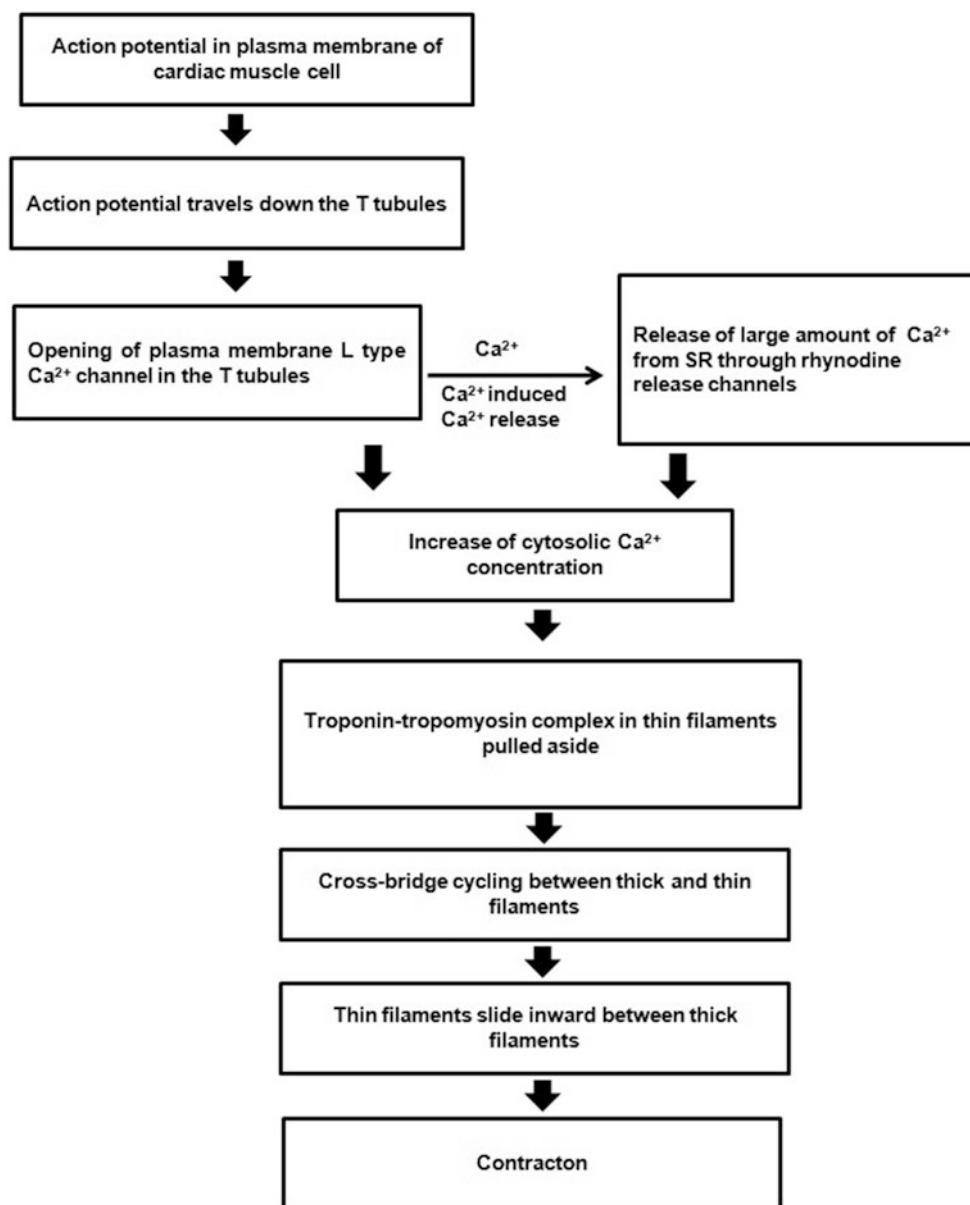 Action potential in plasma membrane of
cardiac muscle cell
Action potential travels down the T tubules
Opening of plasma membrane L type
Ca²⁺ channel in the T tubules
Ca²⁺
Ca²⁺ induced
Ca²⁺ release
Release of large amount of Ca²⁺
from SR through rhynodine
release channels
Increase of cytosolic Ca²⁺
concentration
Troponin-tropomyosin complex in thin filaments
pulled aside
Cross-bridge cycling between thick and thin
filaments
Thin filaments slide inward between thick
filaments
Contracton